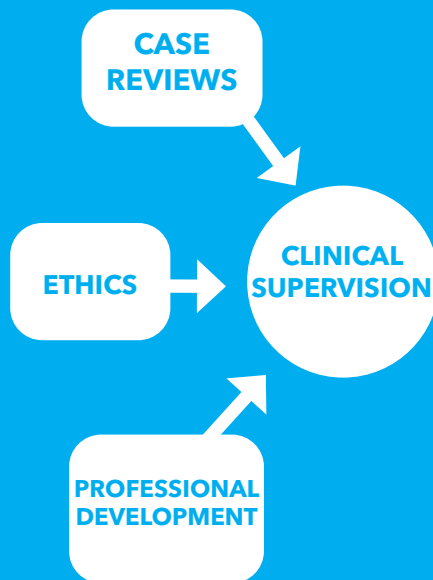 CASE
REVIEWS
ETHICS
CLINICAL
SUPERVISION
PROFESSIONAL
DEVELOPMENT